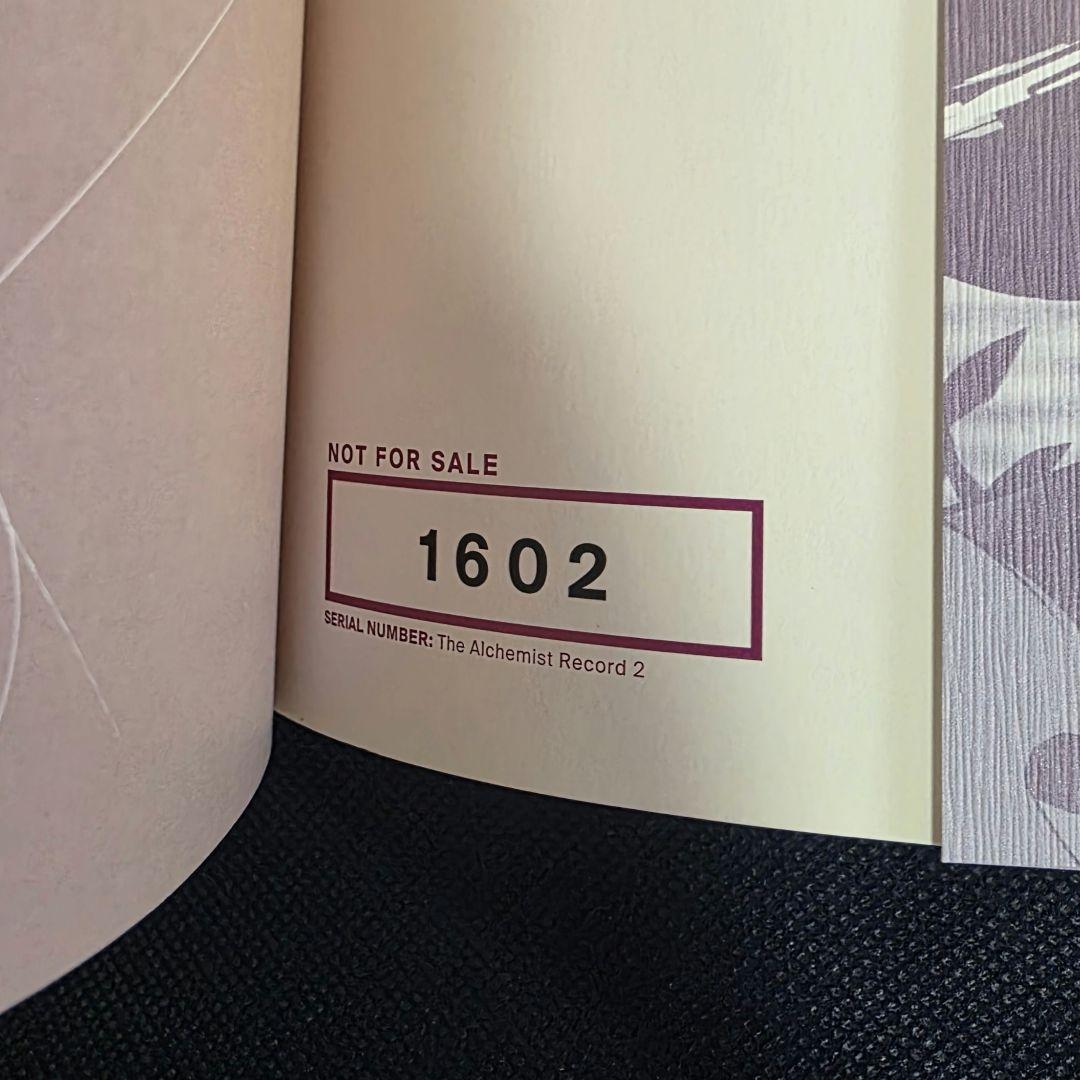 NOT FOR SALE
1602
SERIAL NUMBER: The Alchemist Record 2